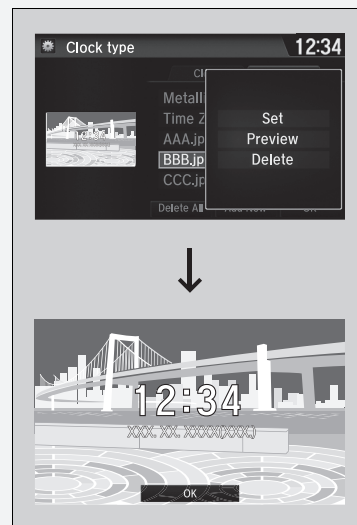 Clock type 12:34
Cl
Metalli
Time Z
AAA.jp
BBB.jp
CCC.jp
Delete All
Set
Preview
Delete
12:34
XXX. XX. XXXX(XXX.)
OK